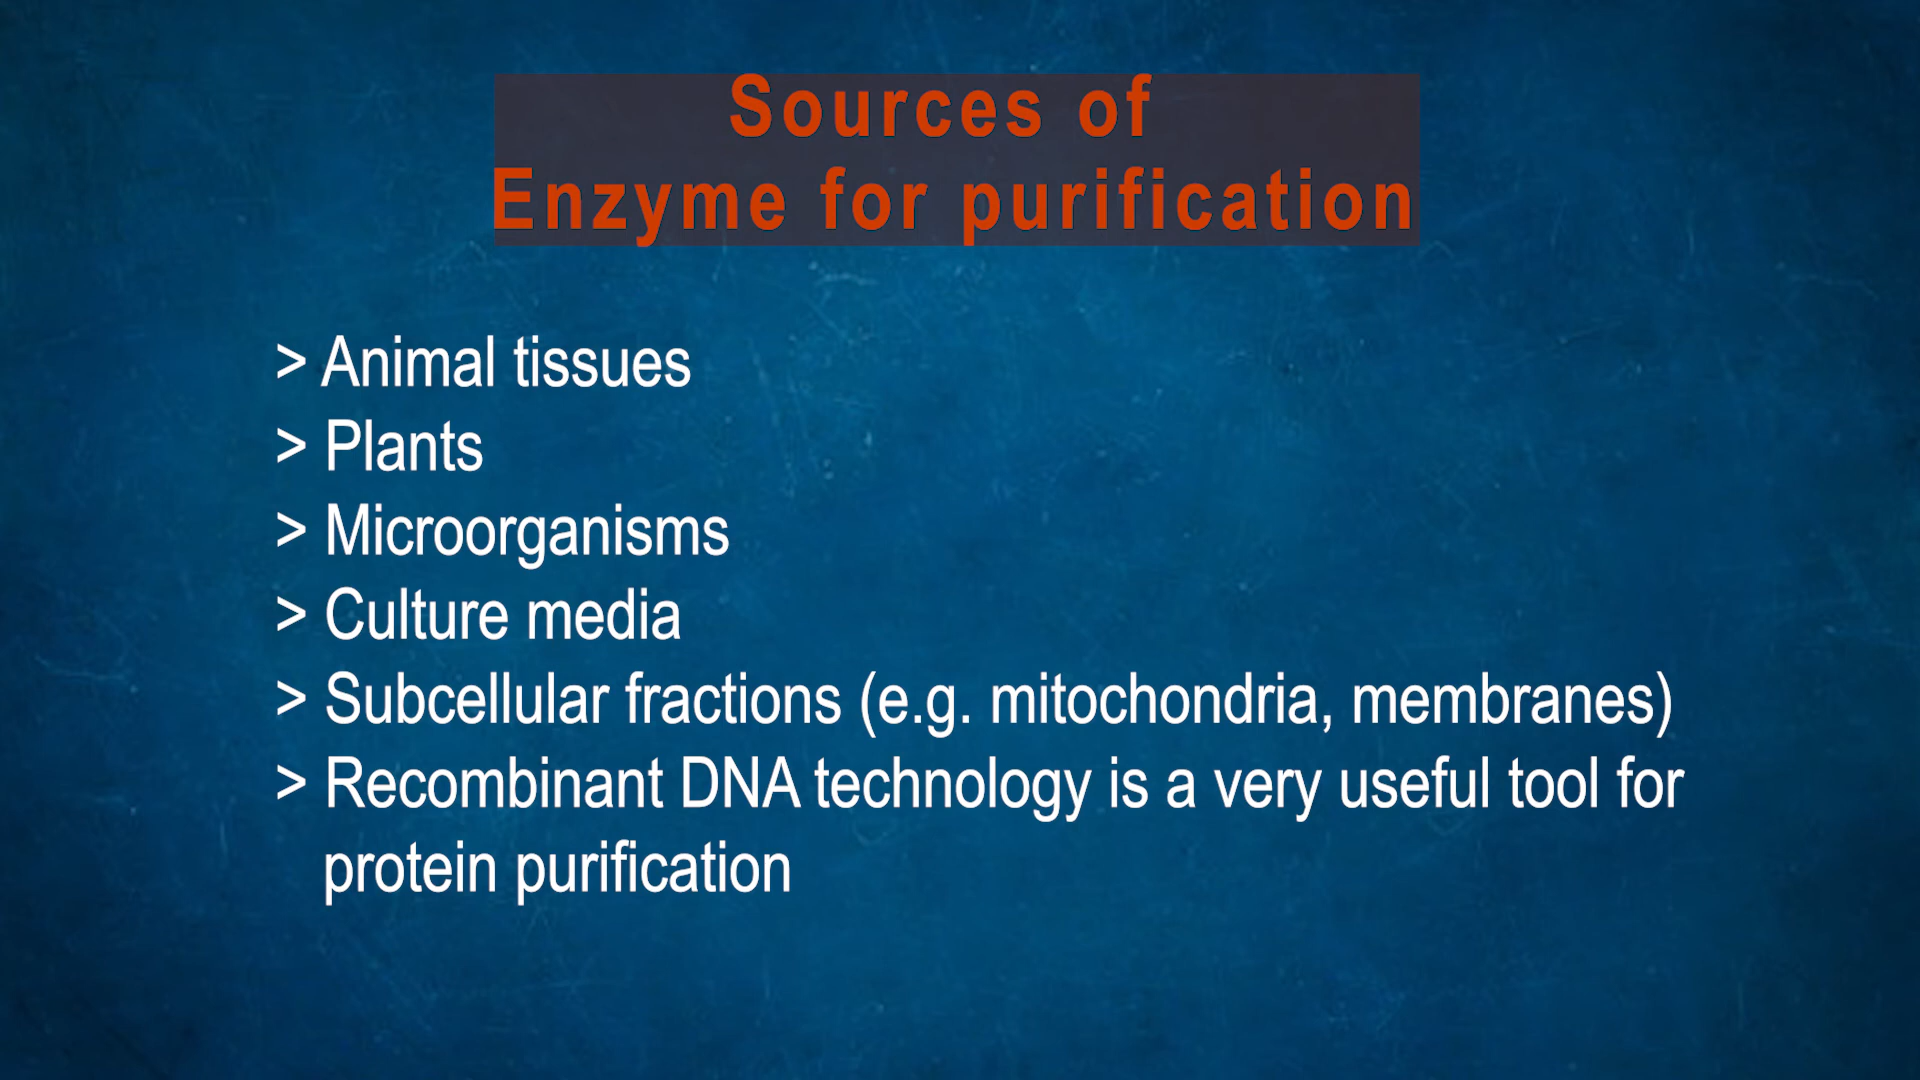 Sources of
Enzyme for purification
> Animal tissues
> Plants
> Microorganisms
> Culture media
> Subcellular fractions (e.g. mitochondria, membranes)
> Recombinant DNA technology is a very useful tool for
protein purification